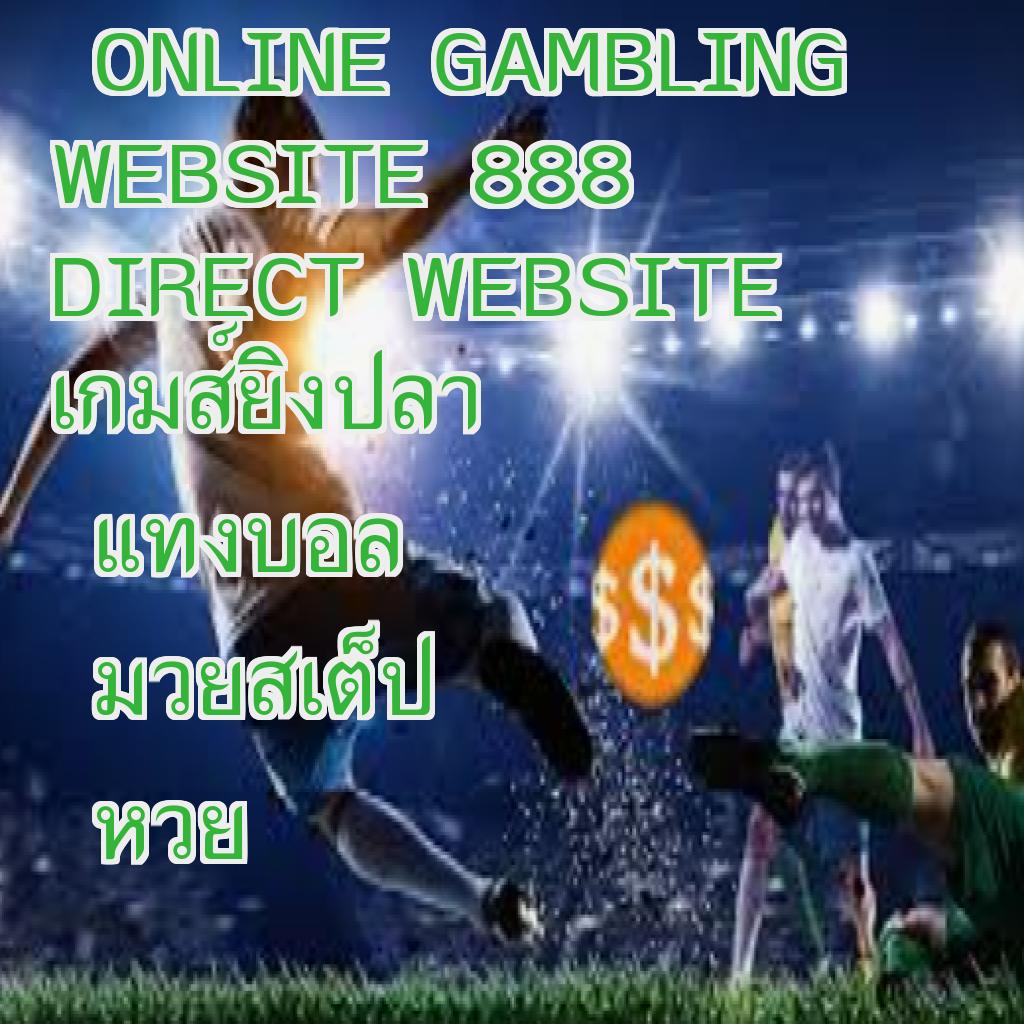 ONLINE GAMBLING
WEBSITE 888
DIRECT WEBSITE
เกมส์ยิงปลา
แทงบอล
มวยสเต็ป
หวย
$$$